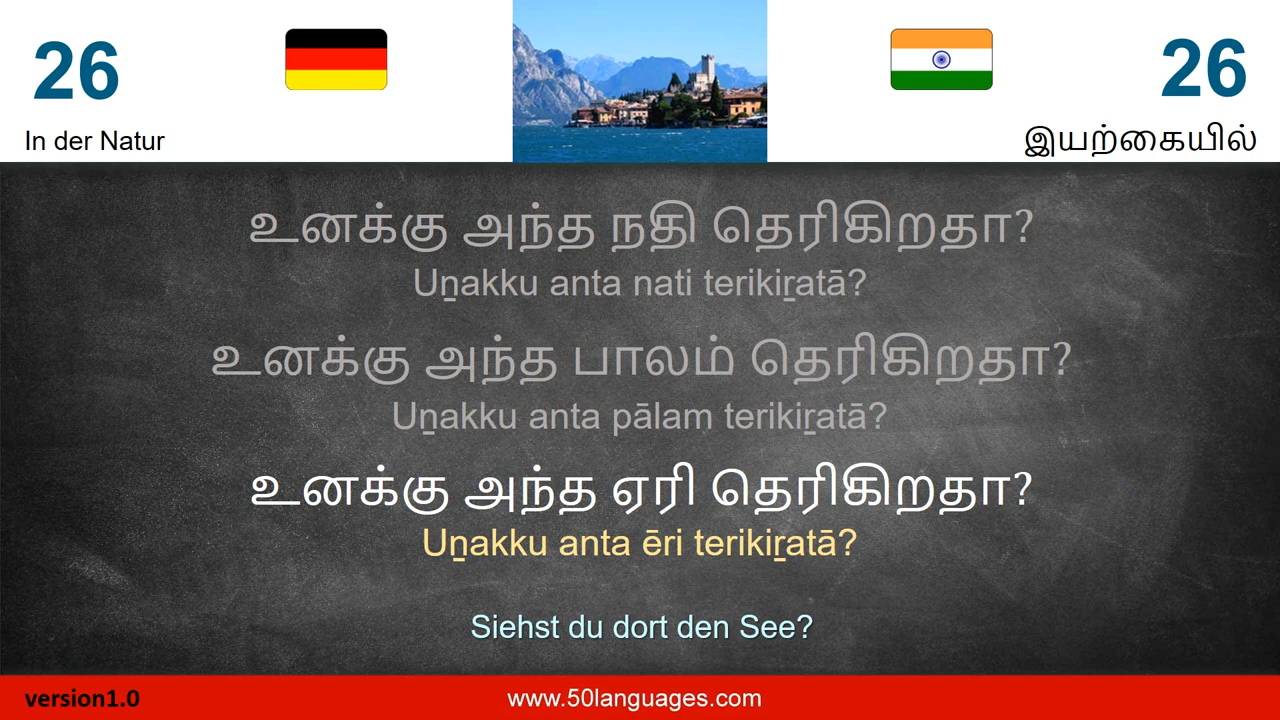 26
26
In der Natur
இயற்கையில்
உனக்கு அந்த நதி தெரிகிறதா?
Uṉakku anta nati terikiṟatā?
உனக்கு அந்த பாலம் தெரிகிறதா?
Uṉakku anta pālam terikiṟatā?
உனக்கு அந்த ஏரி தெரிகிறதா?
Uṉakku anta ēri terikiṟatā?
Siehst du dort den See?
version1.0
www.50languages.com